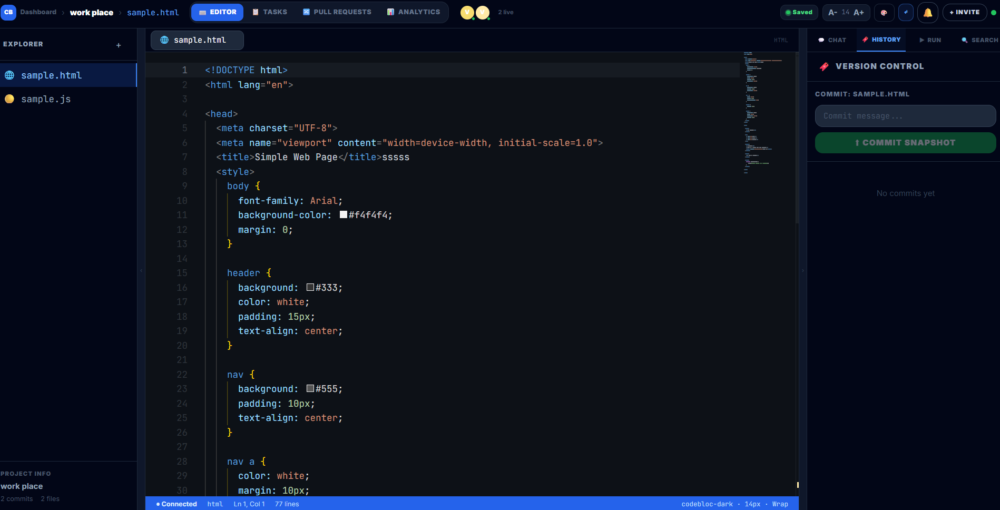 CB Dashboard › work place › sample.html EDITOR TASKS PULL REQUESTS ANALYTICS V V 2 live Saved A- 14 A+ + INVITE
EXPLORER +
sample.html
sample.js
PROJECT INFO
work place
2 commits 2 files
sample.html HTML
1 <!DOCTYPE html>
2 <html lang="en">
3
4 <head>
5 <meta charset="UTF-8">
6 <meta name="viewport" content="width=device-width, initial-scale=1.0">
7 <title>Simple Web Page</title>sssss
8 <style>
9 body {
10 font-family: Arial;
11 background-color: #f4f4f4;
12 margin: 0;
13 }
14
15 header {
16 background: #333;
17 color: white;
18 padding: 15px;
19 text-align: center;
20 }
21
22 nav {
23 background: #555;
24 padding: 10px;
25 text-align: center;
26 }
27
28 nav a {
29 color: white;
30 margin: 10px;
Connected html Ln 1, Col 1 77 lines codebloc-dark · 14px · Wrap
CHAT HISTORY RUN SEARCH
VERSION CONTROL
COMMIT: SAMPLE.HTML
Commit message...
⬆ COMMIT SNAPSHOT
No commits yet